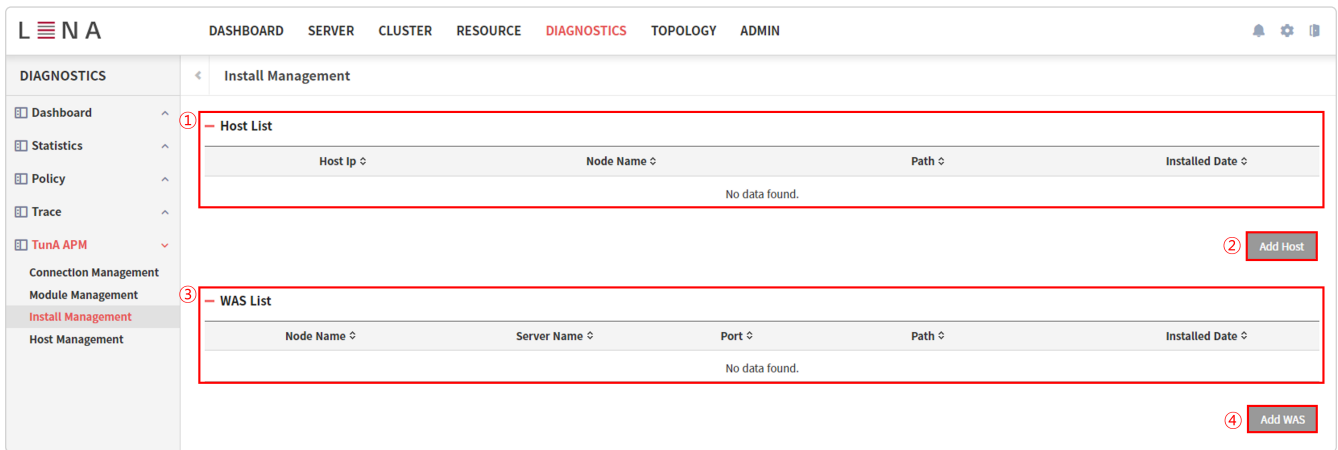 LENA
DASHBOARD SERVER CLUSTER RESOURCE DIAGNOSTICS TOPOLOGY ADMIN
DIAGNOSTICS
Install Management
Dashboard
Statistics
Policy
Trace
TunA APM
Connection Management
Module Management
Install Management
Host Management
① Host List
Host Ip Node Name Path Installed Date
No data found.
② Add Host
③ WAS List
Node Name Server Name Port Path Installed Date
No data found.
④ Add WAS